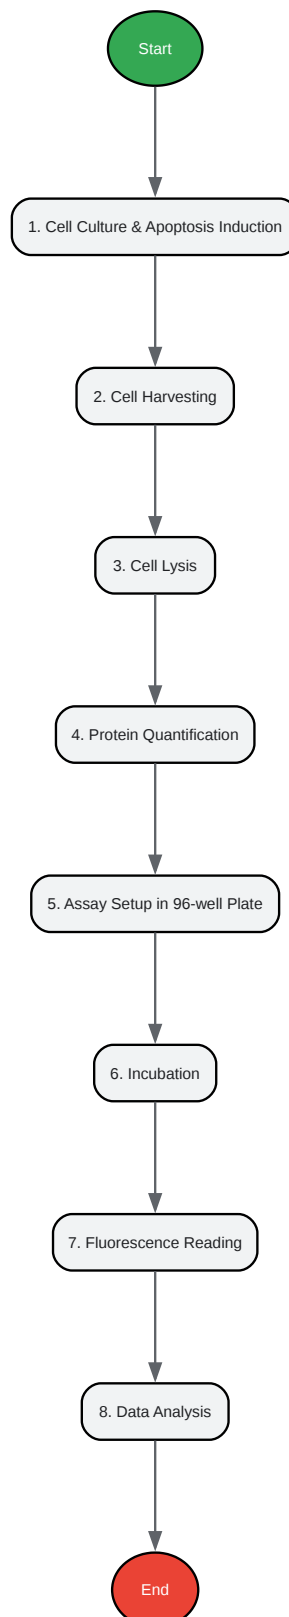 Start
1. Cell Culture & Apoptosis Induction
2. Cell Harvesting
3. Cell Lysis
4. Protein Quantification
5. Assay Setup in 96-well Plate
6. Incubation
7. Fluorescence Reading
8. Data Analysis
End